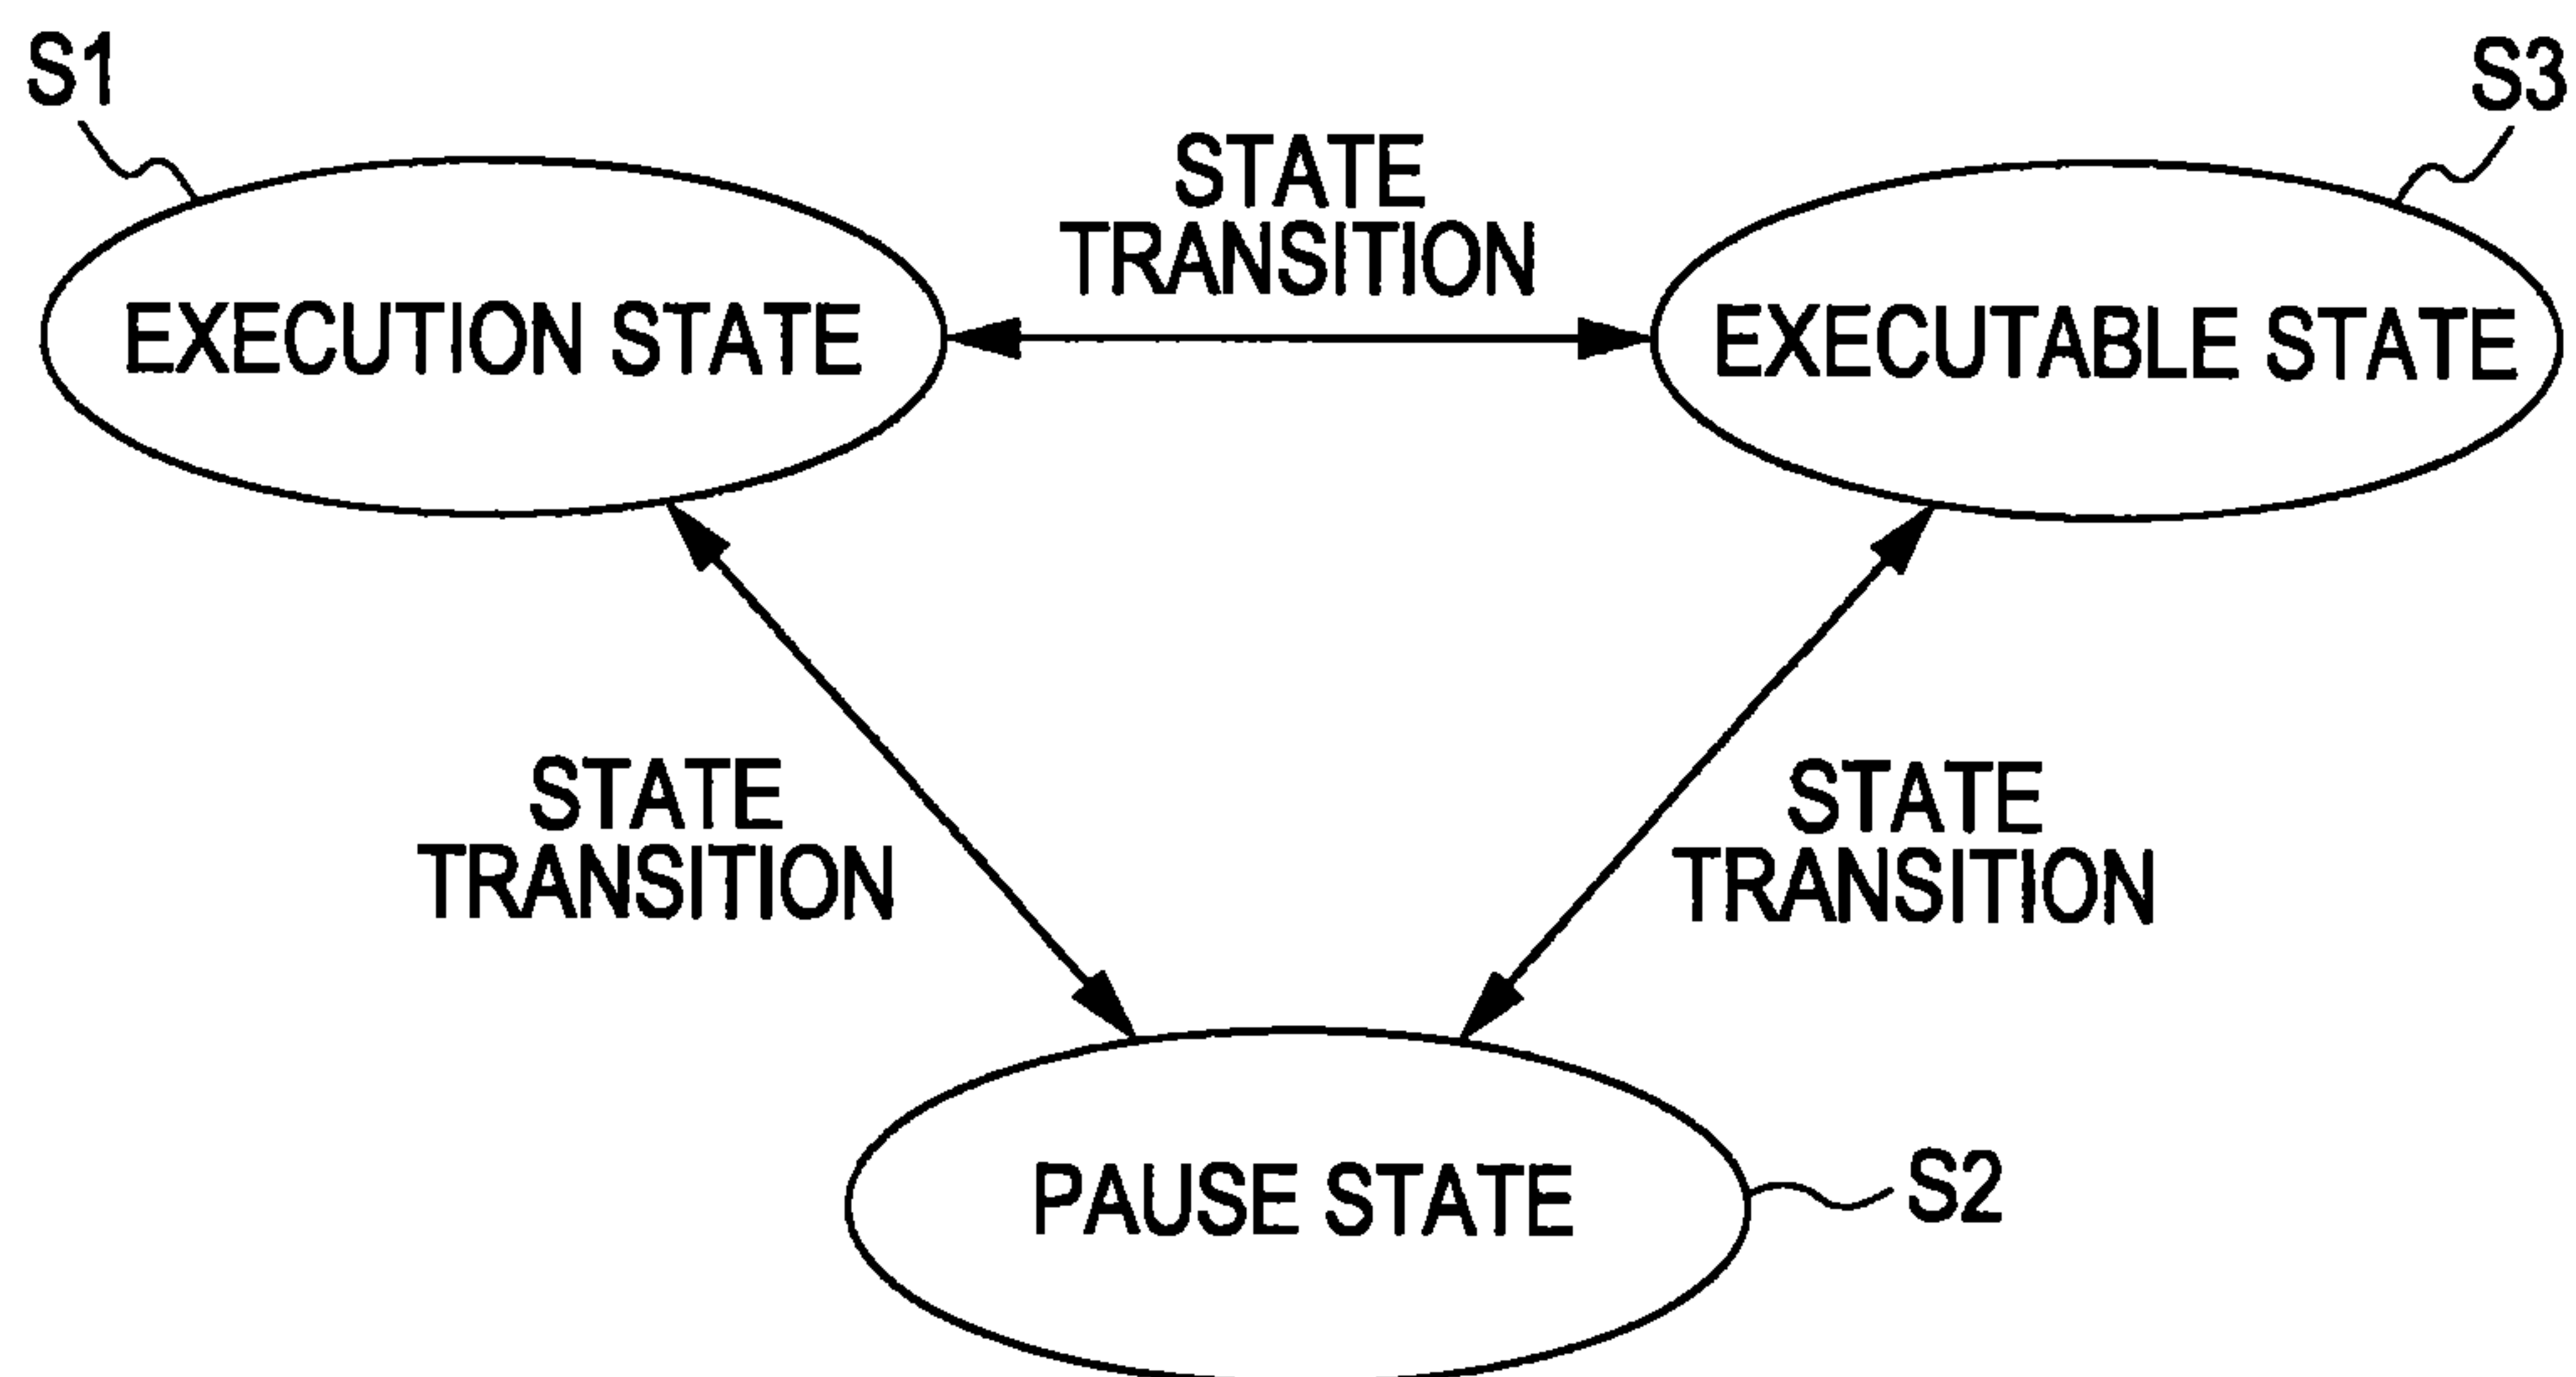 S1
S3
STATE
TRANSITION
EXECUTION STATE
EXECUTABLE STATE
STATE
TRANSITION
STATE
TRANSITION
PAUSE STATE
S2